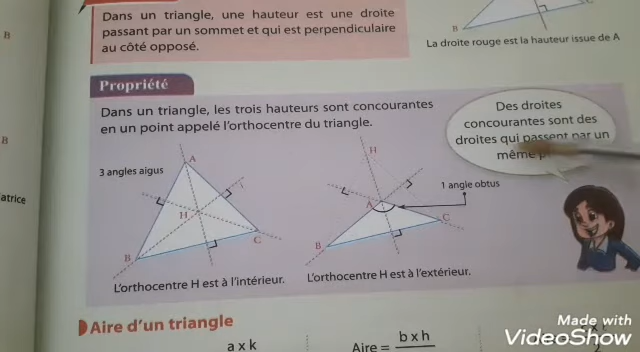 Dans un triangle, une hauteur est une droite
passant par un sommet et qui est perpendiculaire
au côté opposé.
B
B
La droite rouge est la hauteur issue de A
Propriété
Dans un triangle, les trois hauteurs sont concourantes
en un point appelé l'orthocentre du triangle.
Des droites
concourantes sont des
droites qui passent par un
même
B
atrice
3 angles aigus
A
H
B
C
L'orthocentre H est à l'intérieur.
H
1 angle obtus
A
C
B
L'orthocentre H est à l'extérieur.
Aire d'un triangle
a x k
Aire = b x h
2
Made with
VideoShow